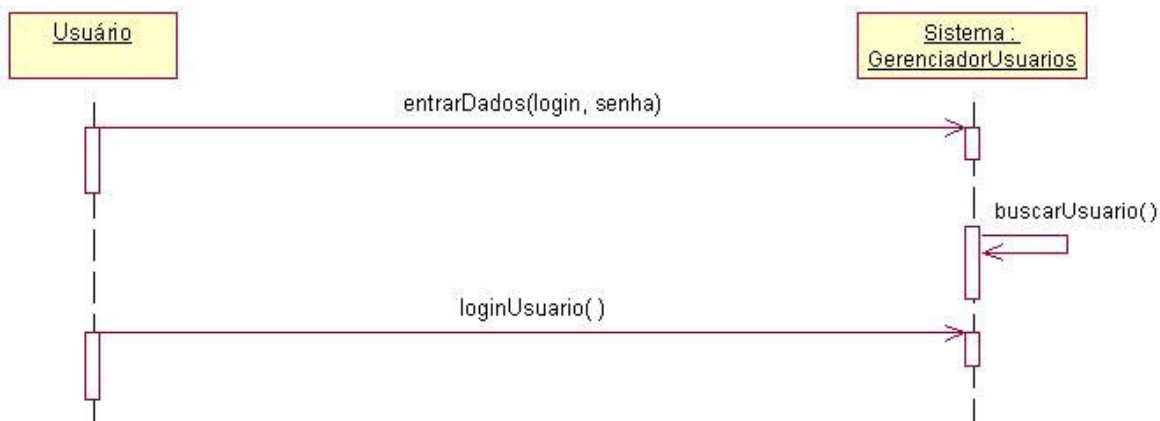 Usuário
Sistema :
GerenciadorUsuarios
entrarDados(login, senha)
buscarUsuario()
loginUsuario( )